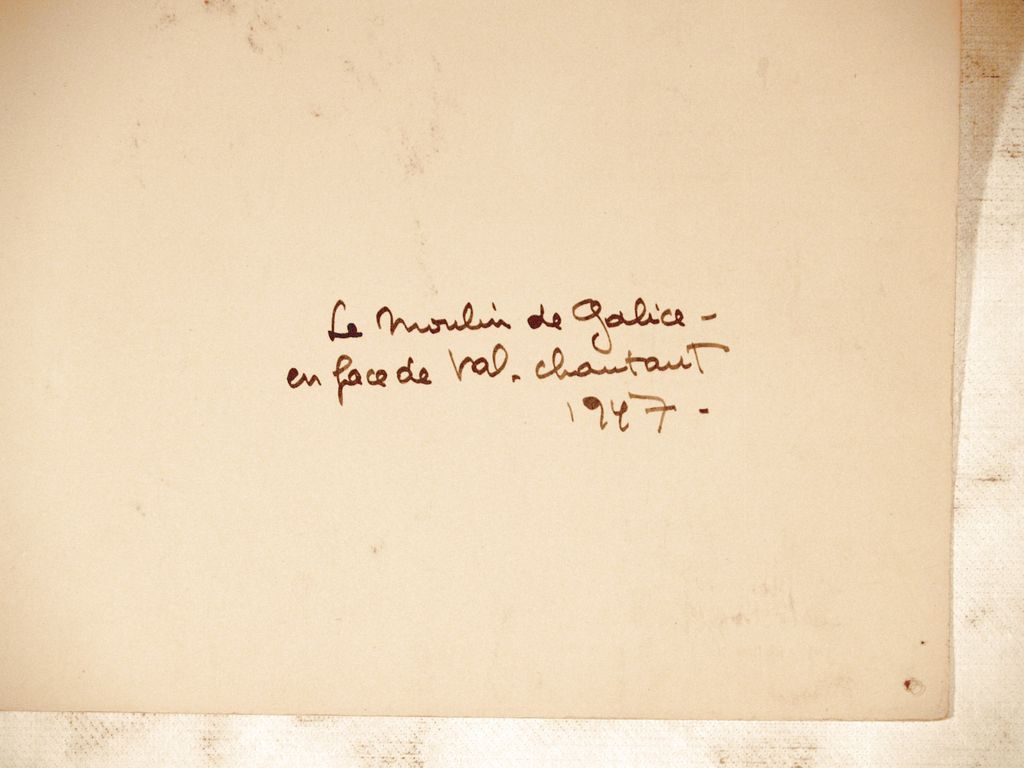 Le Moulin de Galice -
en face de Val. chantant
1947 -